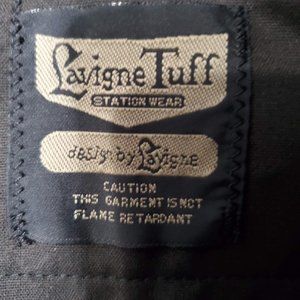 Lavigne Tuff
STATION WEAR
design by Lavigne
CAUTION
THIS GARMENT IS NOT
FLAME RETARDANT